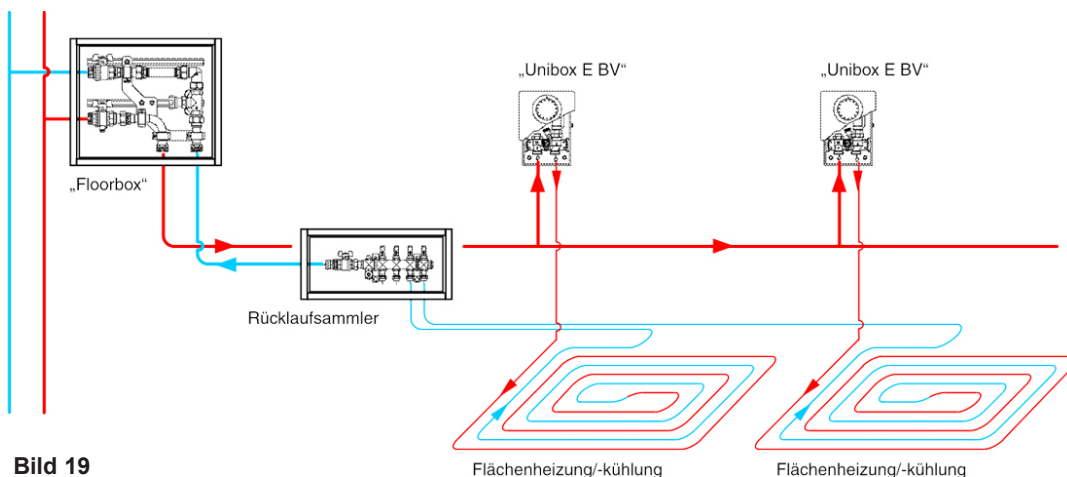 „Unibox E BV“
„Unibox E BV“
„Floorbox“
Rücklaufsammler
Bild 19
Flächenheizung/-kühlung
Flächenheizung/-kühlung